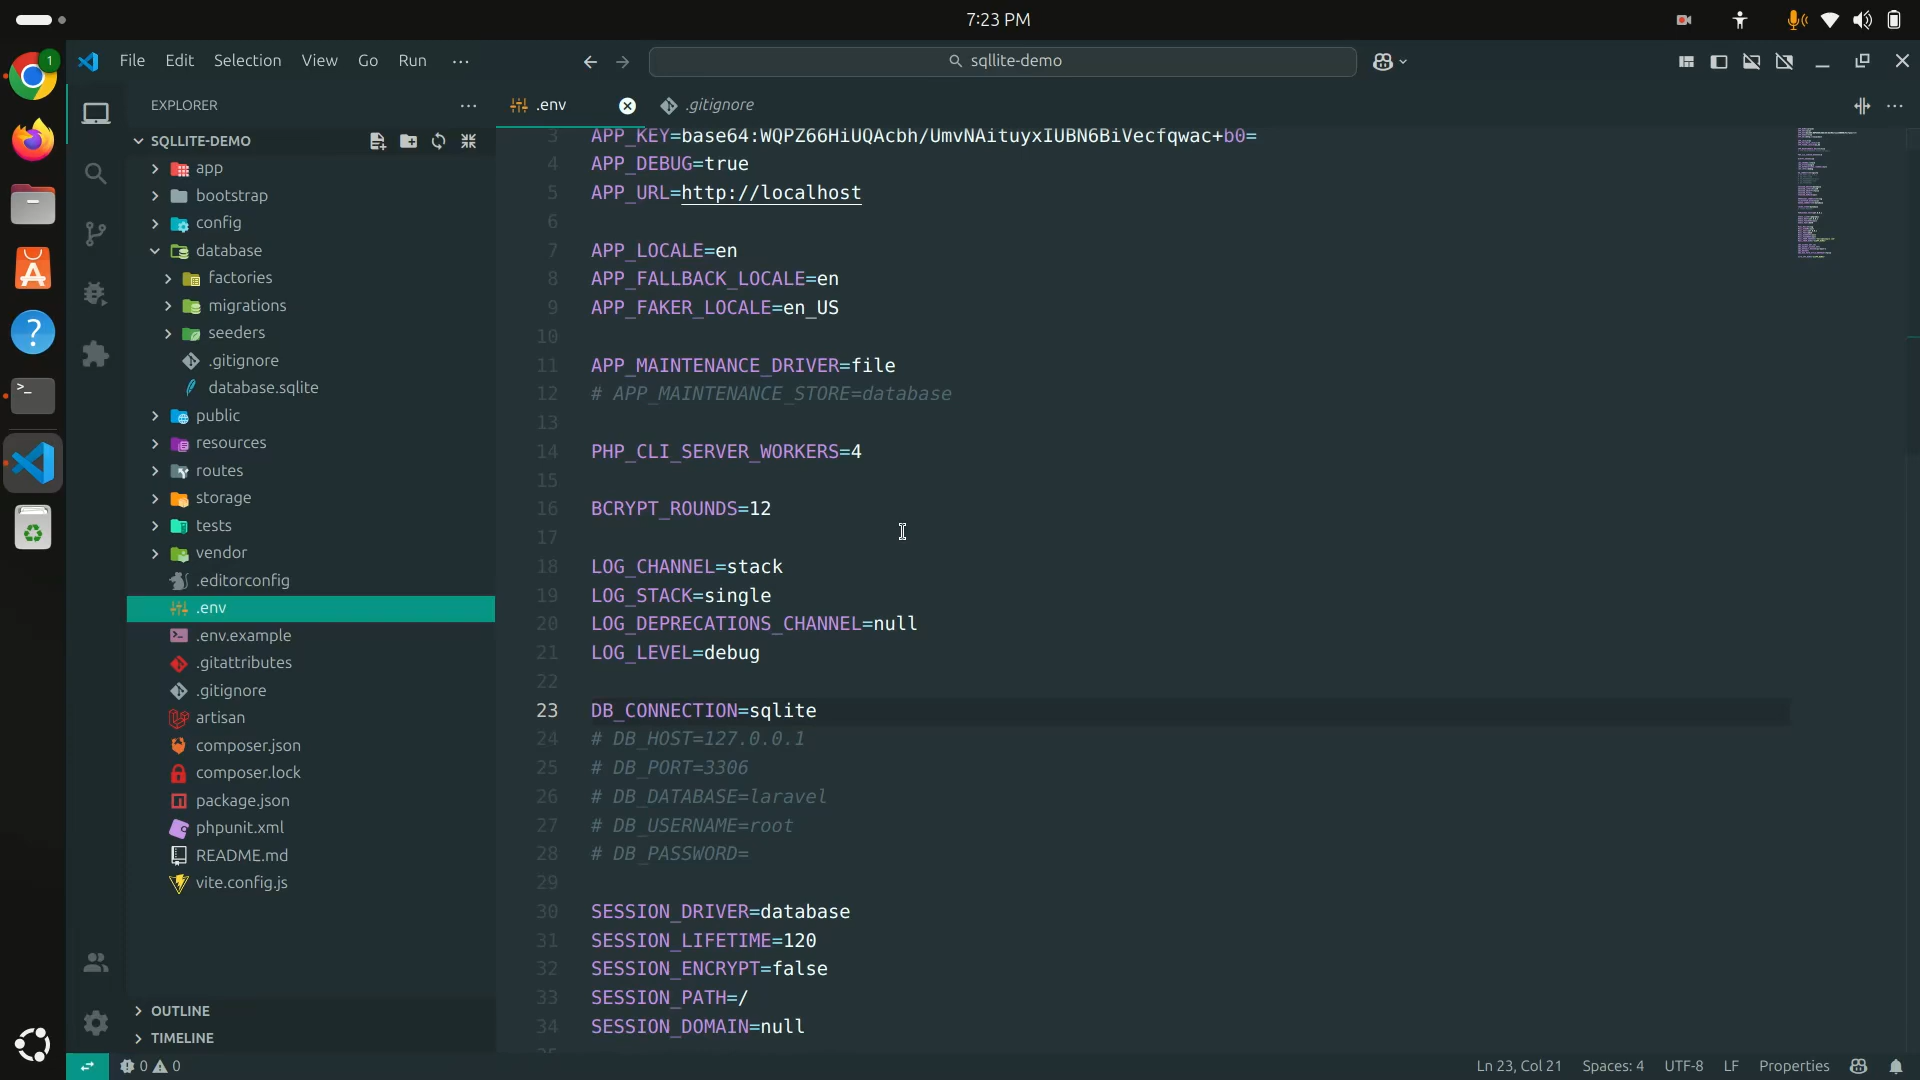 7:23 PM
1
File Edit Selection View Go Run ...
sqllite-demo
EXPLORER
.env
.gitignore
SQLLITE-DEMO
app
bootstrap
config
database
factories
migrations
seeders
.gitignore
database.sqlite
public
resources
routes
storage
tests
vendor
.editorconfig
.env
.env.example
.gitattributes
.gitignore
artisan
composer.json
composer.lock
package.json
phpunit.xml
README.md
vite.config.js
OUTLINE
TIMELINE
3 APP_KEY=base64:WQPZ66HiUQAcbh/UmvNAituyxIUBN6BiVecfqwac+b0=
4 APP_DEBUG=true
5 APP_URL=http://localhost
6
7 APP_LOCALE=en
8 APP_FALLBACK_LOCALE=en
9 APP_FAKER_LOCALE=en_US
10
11 APP_MAINTENANCE_DRIVER=file
12 # APP_MAINTENANCE_STORE=database
13
14 PHP_CLI_SERVER_WORKERS=4
15
16 BCRYPT_ROUNDS=12
17
18 LOG_CHANNEL=stack
19 LOG_STACK=single
20 LOG_DEPRECATIONS_CHANNEL=null
21 LOG_LEVEL=debug
22
23 DB_CONNECTION=sqlite
24 # DB_HOST=127.0.0.1
25 # DB_PORT=3306
26 # DB_DATABASE=laravel
27 # DB_USERNAME=root
28 # DB_PASSWORD=
29
30 SESSION_DRIVER=database
31 SESSION_LIFETIME=120
32 SESSION_ENCRYPT=false
33 SESSION_PATH=/
34 SESSION_DOMAIN=null
0 0
Ln 23, Col 21 Spaces: 4 UTF-8 LF Properties